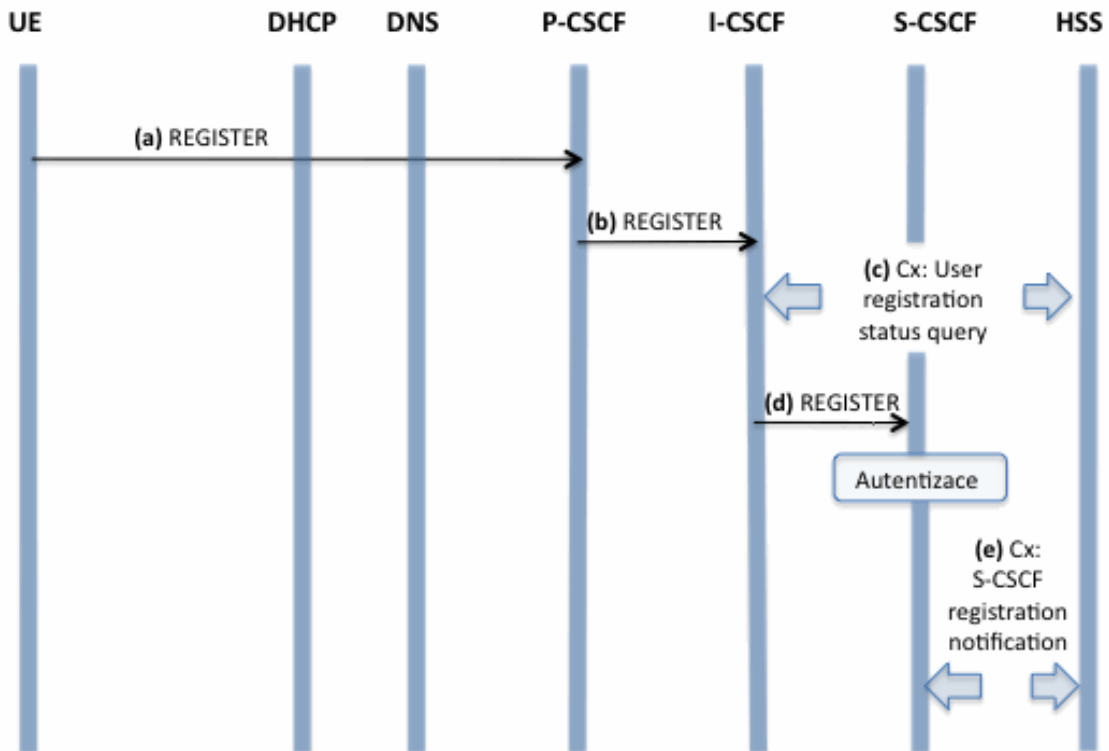 UE DHCP DNS P-CSCF I-CSCF S-CSCF HSS
(a) REGISTER
(b) REGISTER
(c) Cx: User
registration
status query
(d) REGISTER
Autentizace
(e) Cx:
S-CSCF
registration
notification